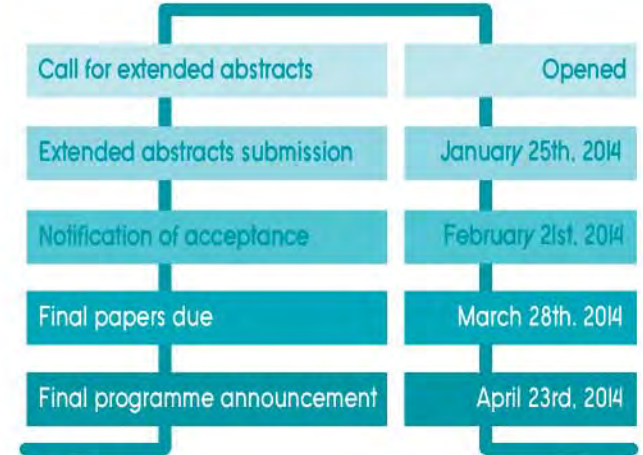 Call for extended abstracts Opened
Extended abstracts submission January 25th, 2014
Notification of acceptance February 21st, 2014
Final papers due March 28th, 2014
Final programme announcement April 23rd, 2014